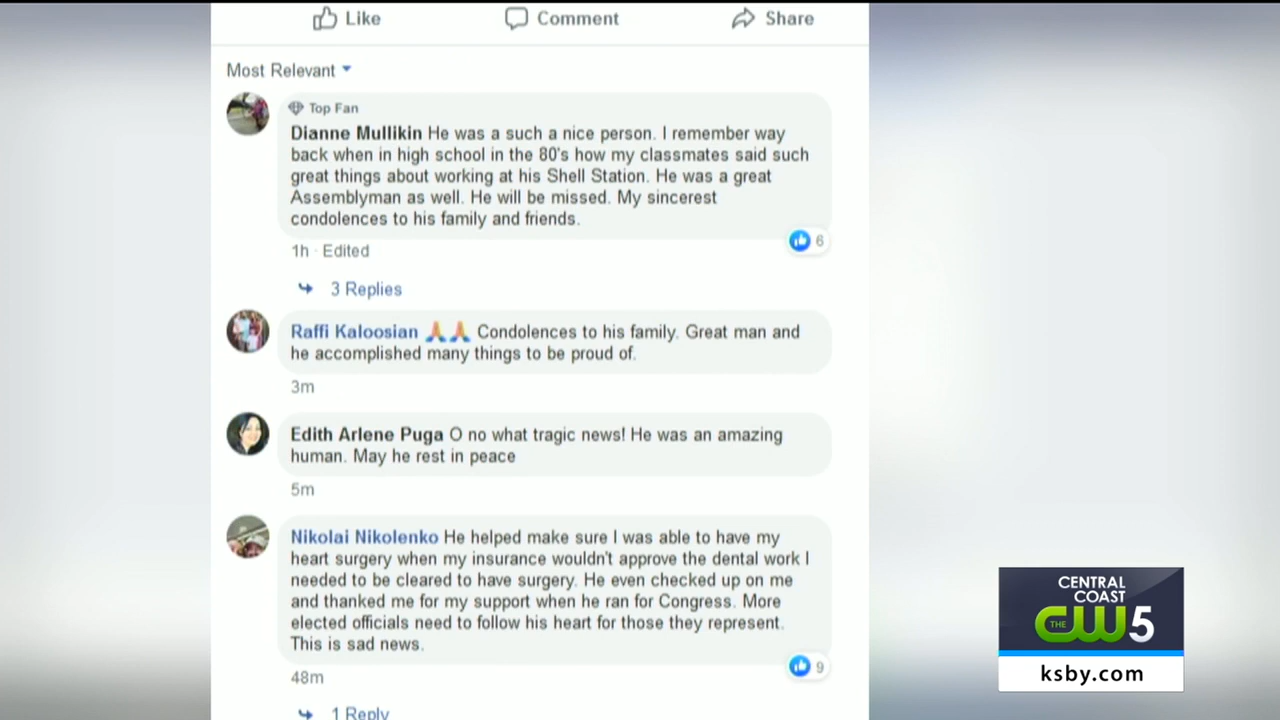 Like Comment Share
Most Relevant
Top Fan
Dianne Mullikin He was a such a nice person. I remember way
back when in high school in the 80's how my classmates said such
great things about working at his Shell Station. He was a great
Assemblyman as well. He will be missed. My sincerest
condolences to his family and friends.
6
1h · Edited
3 Replies
Raffi Kaloosian 🙏🙏 Condolences to his family. Great man and
he accomplished many things to be proud of.
3m
Edith Arlene Puga O no what tragic news! He was an amazing
human. May he rest in peace
5m
Nikolai Nikolenko He helped make sure I was able to have my
heart surgery when my insurance wouldn't approve the dental work I
needed to be cleared to have surgery. He even checked up on me
and thanked me for my support when he ran for Congress. More
elected officials need to follow his heart for those they represent.
This is sad news.
9
48m
1 Reply
CENTRAL
COAST
THE CW5
ksby.com